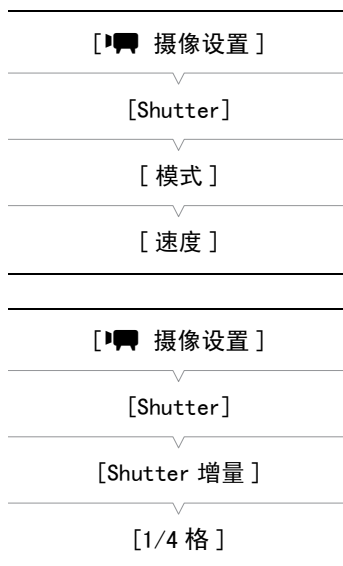 [ 摄像设置 ]
[Shutter]
[ 模式 ]
[ 速度 ]
[ 摄像设置 ]
[Shutter]
[Shutter 增量 ]
[1/4 格 ]